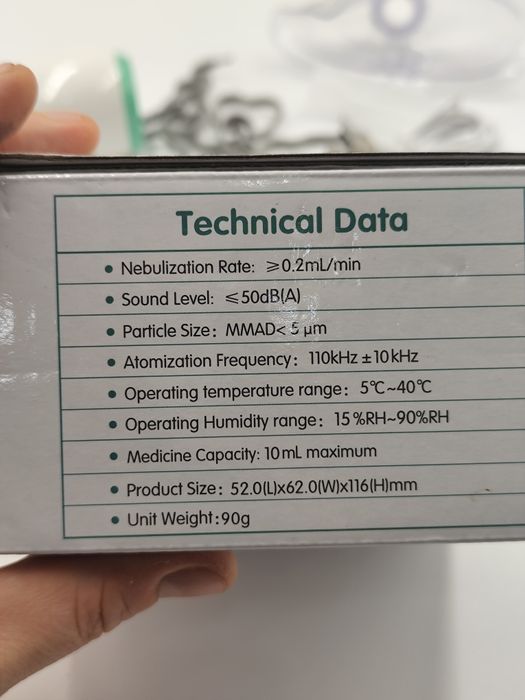 Technical Data
• Nebulization Rate: ≥0.2mL/min
• Sound Level: ≤50dB(A)
• Particle Size: MMAD< 5 µm
• Atomization Frequency: 110kHz ±10kHz
• Operating temperature range: 5℃~40℃
• Operating Humidity range: 15%RH~90%RH
• Medicine Capacity: 10mL maximum
• Product Size: 52.0(L)x62.0(W)x116(H)mm
• Unit Weight:90g